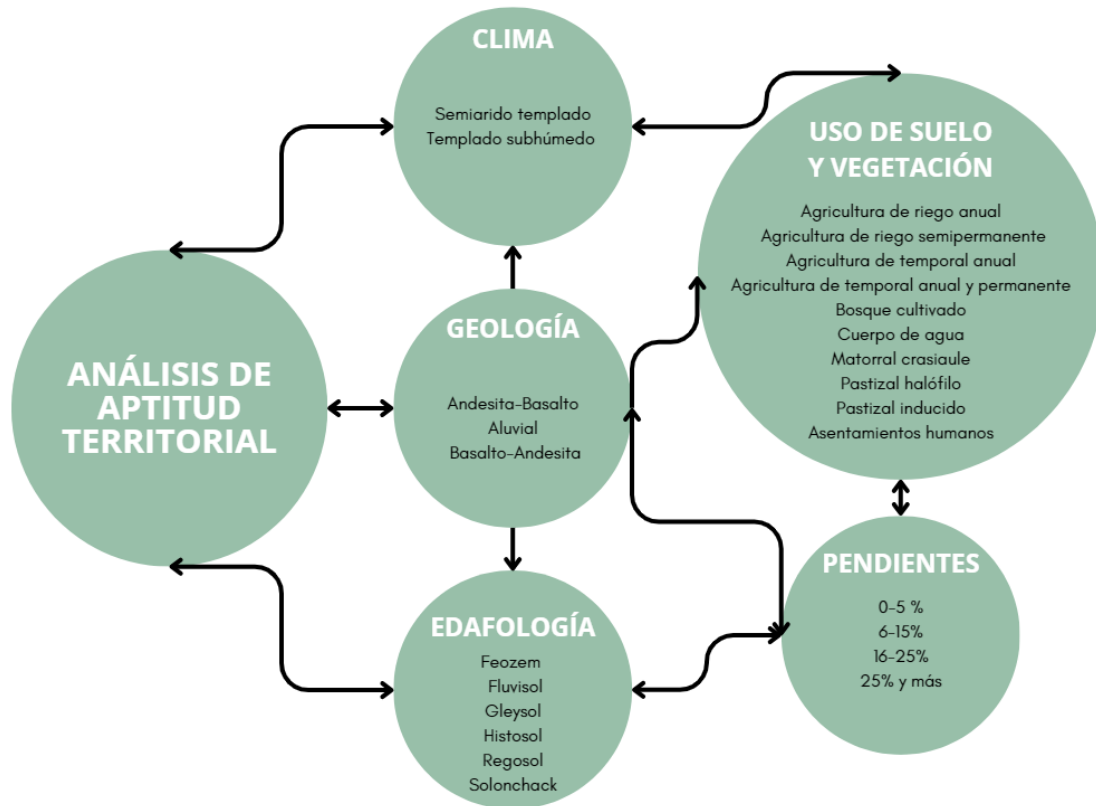 CLIMA
Semiarido templado
Templado subhúmedo
USO DE SUELO
Y VEGETACIÓN
Agricultura de riego anual
Agricultura de riego semipermanente
Agricultura de temporal anual
Agricultura de temporal anual y permanente
Bosque cultivado
Cuerpo de agua
Matorral crasiaule
Pastizal halófilo
Pastizal inducido
Asentamientos humanos
ANÁLISIS DE
APTITUD
TERRITORIAL
GEOLOGÍA
Andesita-Basalto
Aluvial
Basalto-Andesita
EDAFOLOGÍA
Feozem
Fluvisol
Gleysol
Histosol
Regosol
Solonchack
PENDIENTES
0-5 %
6-15%
16-25%
25% y más